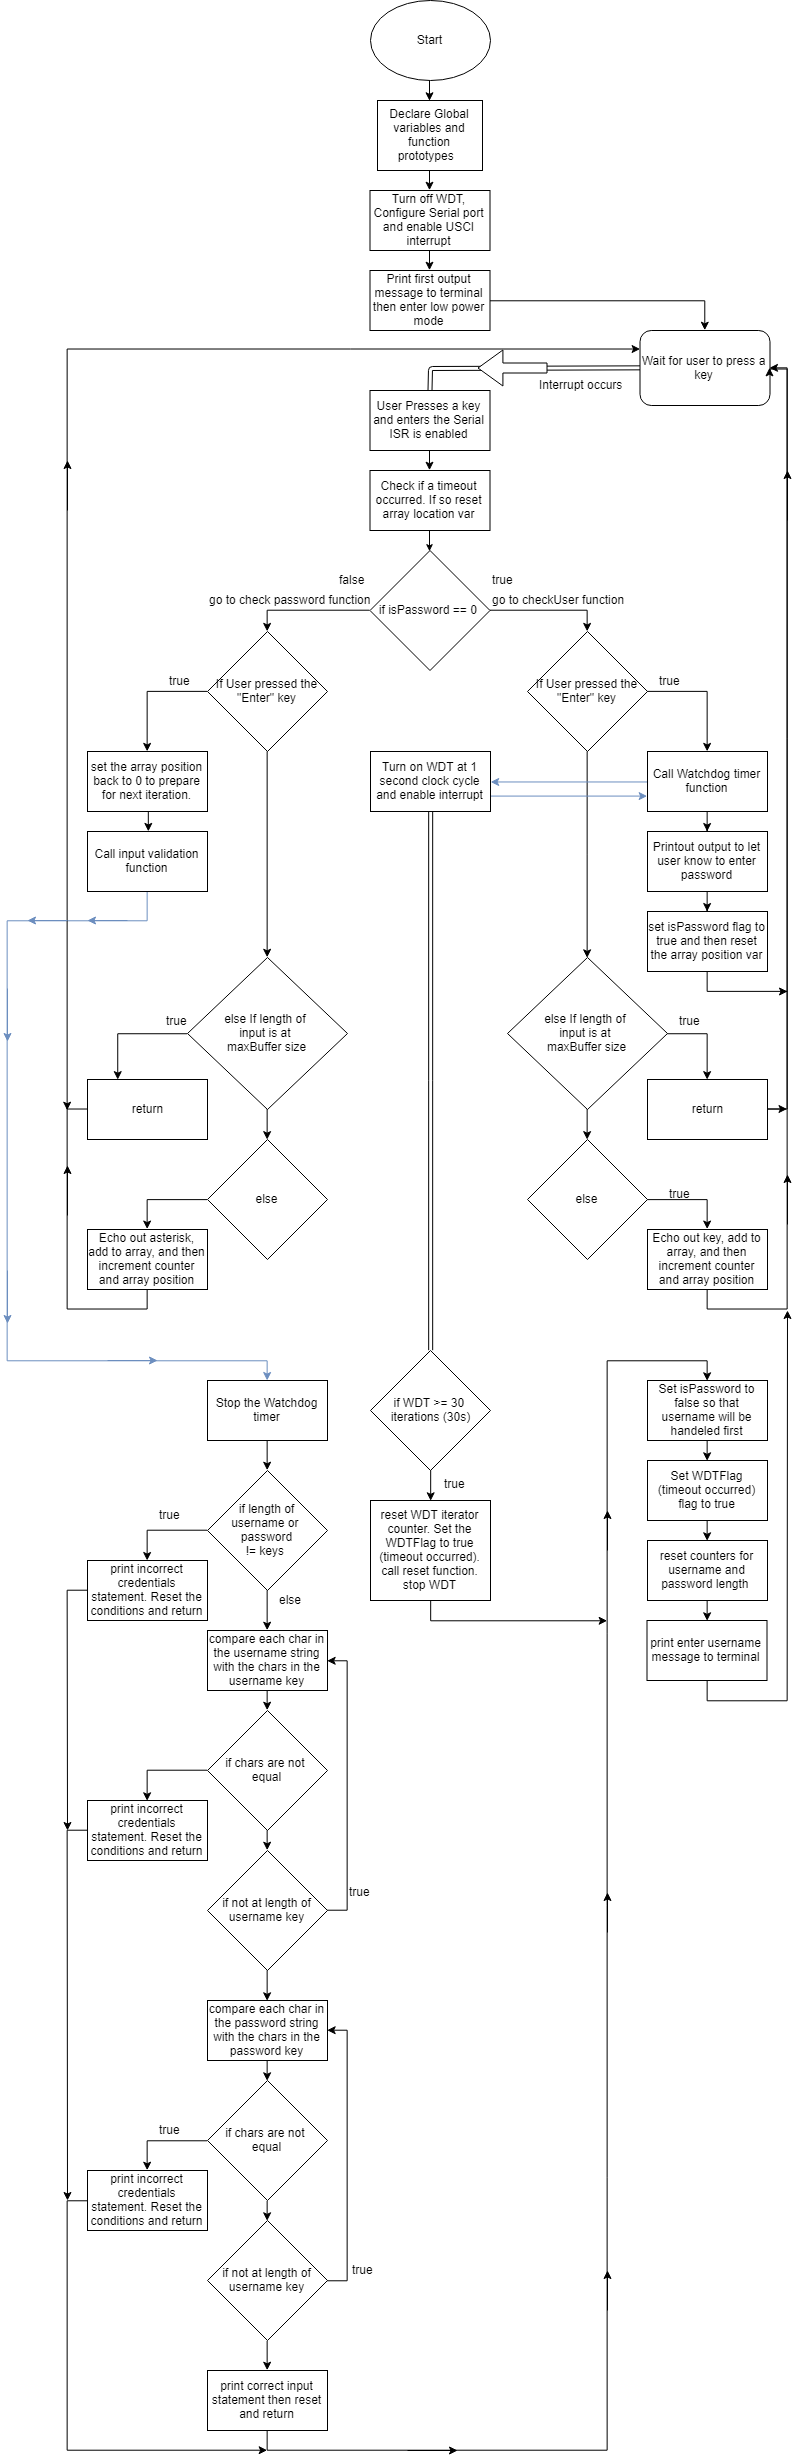 Start
Declare Global
variables and
function
prototypes
Turn off WDT,
Configure Serial port
and enable USCI
interrupt
Print first output
message to terminal
then enter low power
mode
Wait for user to press a
key
Interrupt occurs
User Presses a key
and enters the Serial
ISR is enabled
Check if a timeout
occurred. If so reset
array location var
false
go to check password function
if isPassword == 0
true
go to checkUser function
true
If User pressed the
"Enter" key
If User pressed the
"Enter" key
true
set the array position
back to 0 to prepare
for next iteration.
Turn on WDT at 1
second clock cycle
and enable interrupt
Call Watchdog timer
function
Call input validation
function
Printout output to let
user know to enter
password
set isPassword flag to
true and then reset
the array position var
true
else If length of
input is at
maxBuffer size
else If length of
input is at
maxBuffer size
true
return
return
else
else
true
Echo out asterisk,
add to array, and then
increment counter
and array position
Echo out key, add to
array, and then
increment counter
and array position
Stop the Watchdog
timer
if WDT >= 30
iterations (30s)
true
Set isPassword to
false so that
username will be
handeled first
Set WDTFlag
(timeout occurred)
flag to true
true
if length of
username or
password
!= keys
else
reset WDT iterator
counter. Set the
WDTFlag to true
(timeout occurred).
call reset function.
stop WDT
reset counters for
username and
password length
print incorrect
credentials
statement. Reset the
conditions and return
compare each char in
the username string
with the chars in the
username key
print enter username
message to terminal
if chars are not
equal
print incorrect
credentials
statement. Reset the
conditions and return
if not at length of
username key
true
compare each char in
the password string
with the chars in the
password key
true
if chars are not
equal
print incorrect
credentials
statement. Reset the
conditions and return
if not at length of
username key
true
print correct input
statement then reset
and return